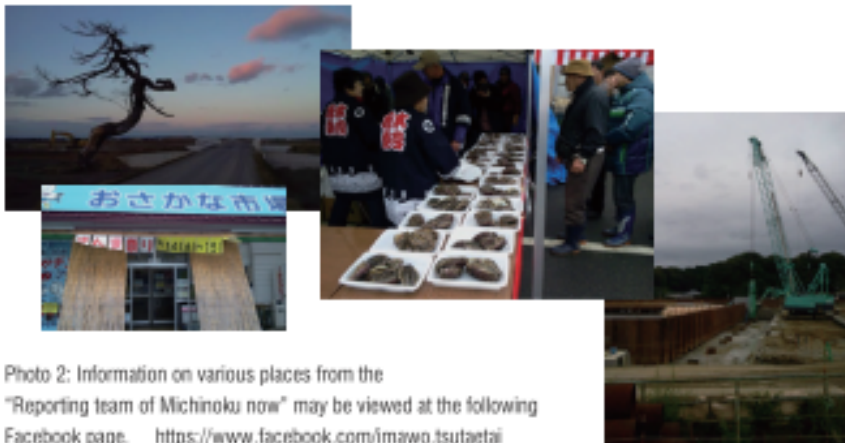 おさかな市場
Photo 2: Information on various places from the
“Reporting team of Michinoku now” may be viewed at the following
Facebook page. https://www.facebook.com/imawo.tsutaetai